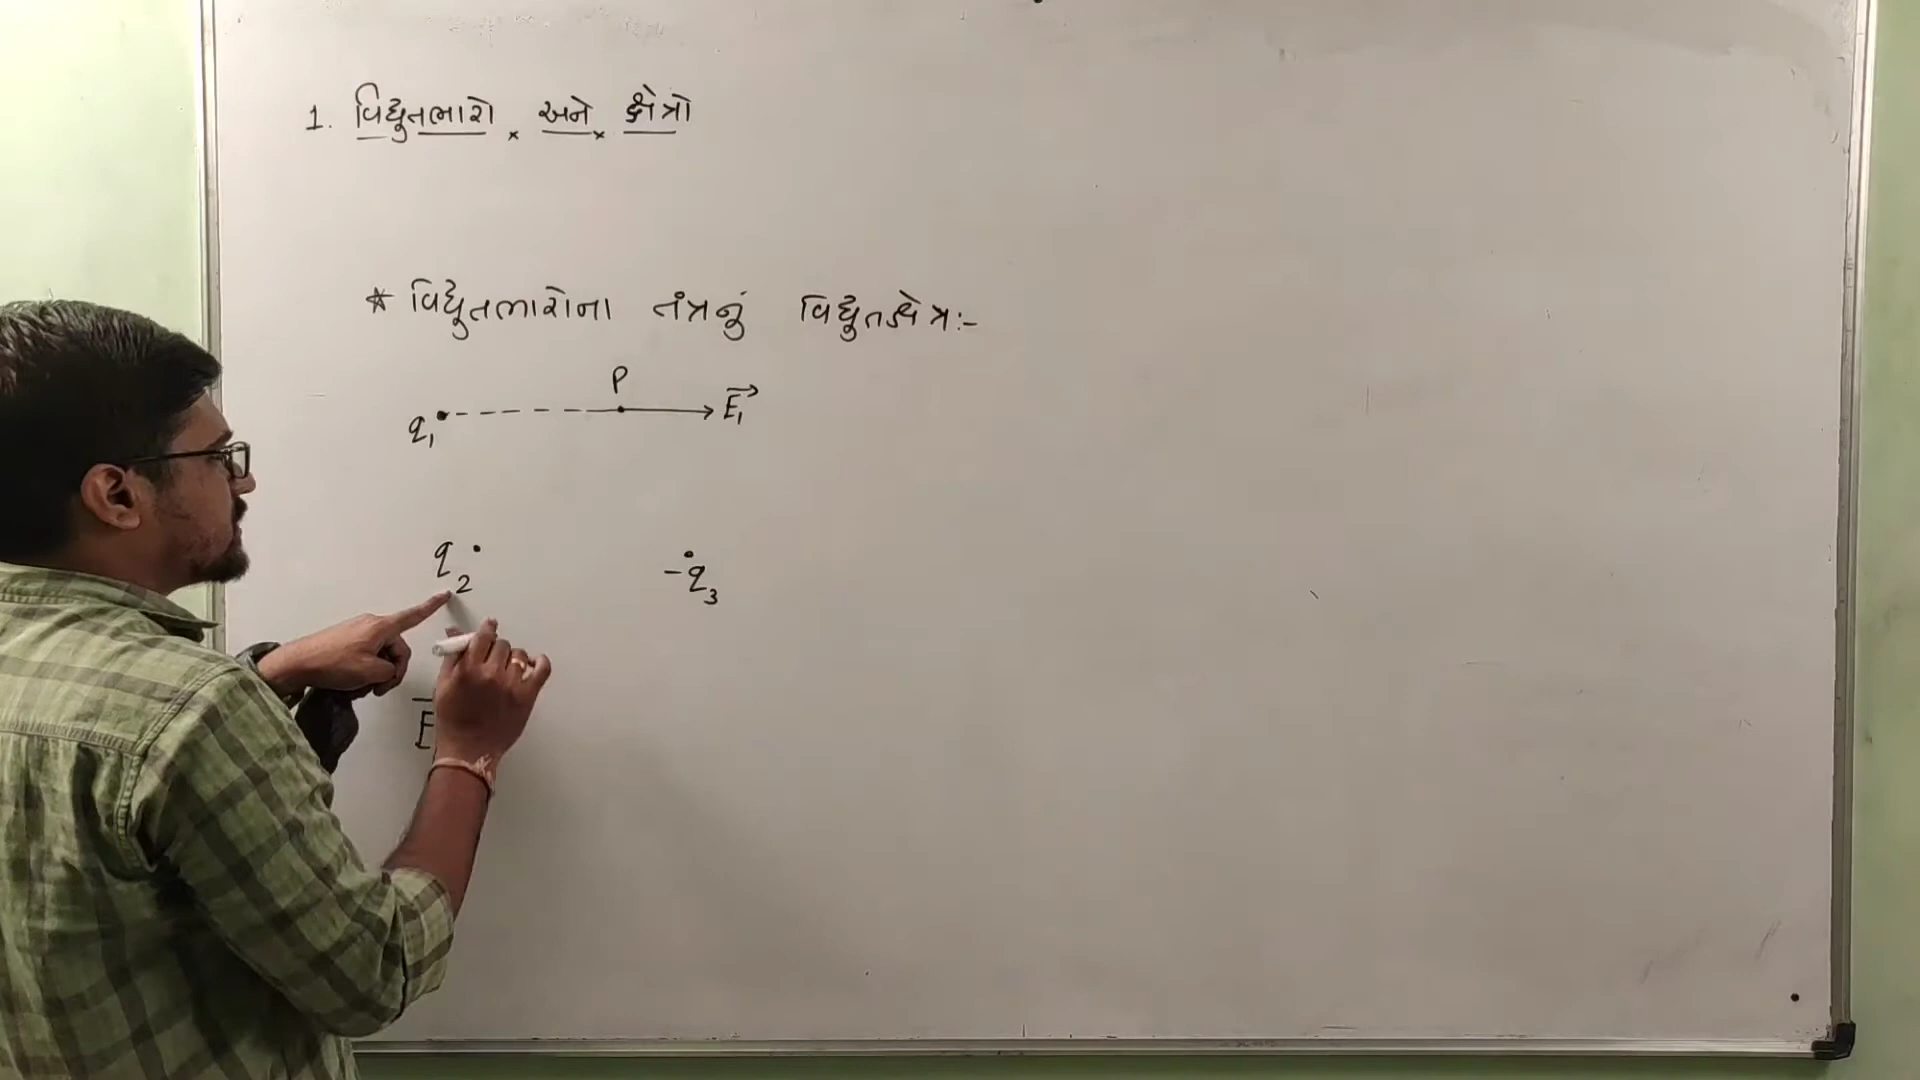 1. વિદ્યુતભારો અને ક્ષેત્રો
* વિદ્યુતભારોના તંત્રનું વિદ્યુતક્ષેત્ર:-
P
q₁ E₁
q₂ -q₃
E